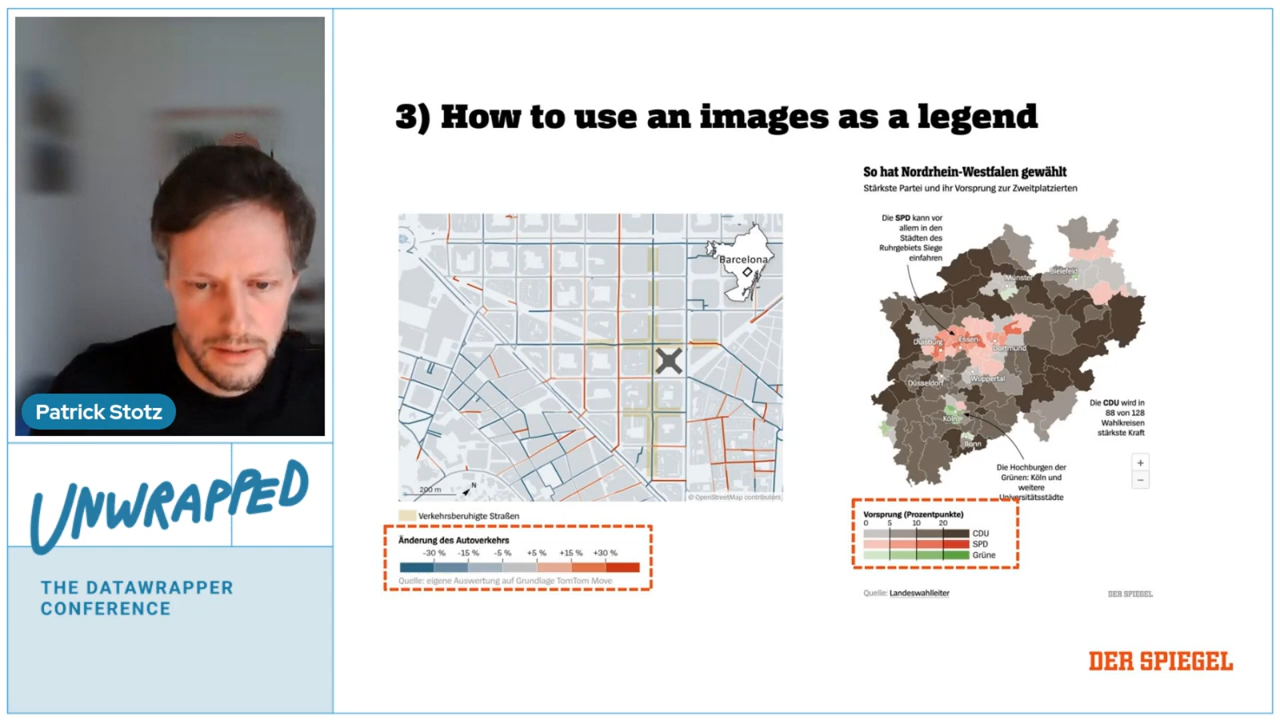 Patrick Stotz
UNWRAPPED
THE DATAWRAPPER
CONFERENCE
3) How to use an images as a legend
Barcelona
200 m
N
© OpenStreetMap contributors
Verkehrsberuhigte Straßen
Änderung des Autoverkehrs
-30 % -15 % -5 % +5 % +15 % +30 %
Quelle: eigene Auswertung auf Grundlage TomTom Move
So hat Nordrhein-Westfalen gewählt
Stärkste Partei und ihr Vorsprung zur Zweitplatzierten
Die SPD kann vor
allem in den
Städten des
Ruhrgebiets Siege
einfahren
Münster
Bielefeld
Duisburg
Essen
Dortmund
Düsseldorf
Wuppertal
Köln
Bonn
Die CDU wird in
88 von 128
Wahlkreisen
stärkste Kraft
Die Hochburgen der
Grünen: Köln und
weitere
Universitätsstädte
+
−
Vorsprung (Prozentpunkte)
0 5 10 20
CDU
SPD
Grüne
Quelle: Landeswahlleiter
DER SPIEGEL
DER SPIEGEL